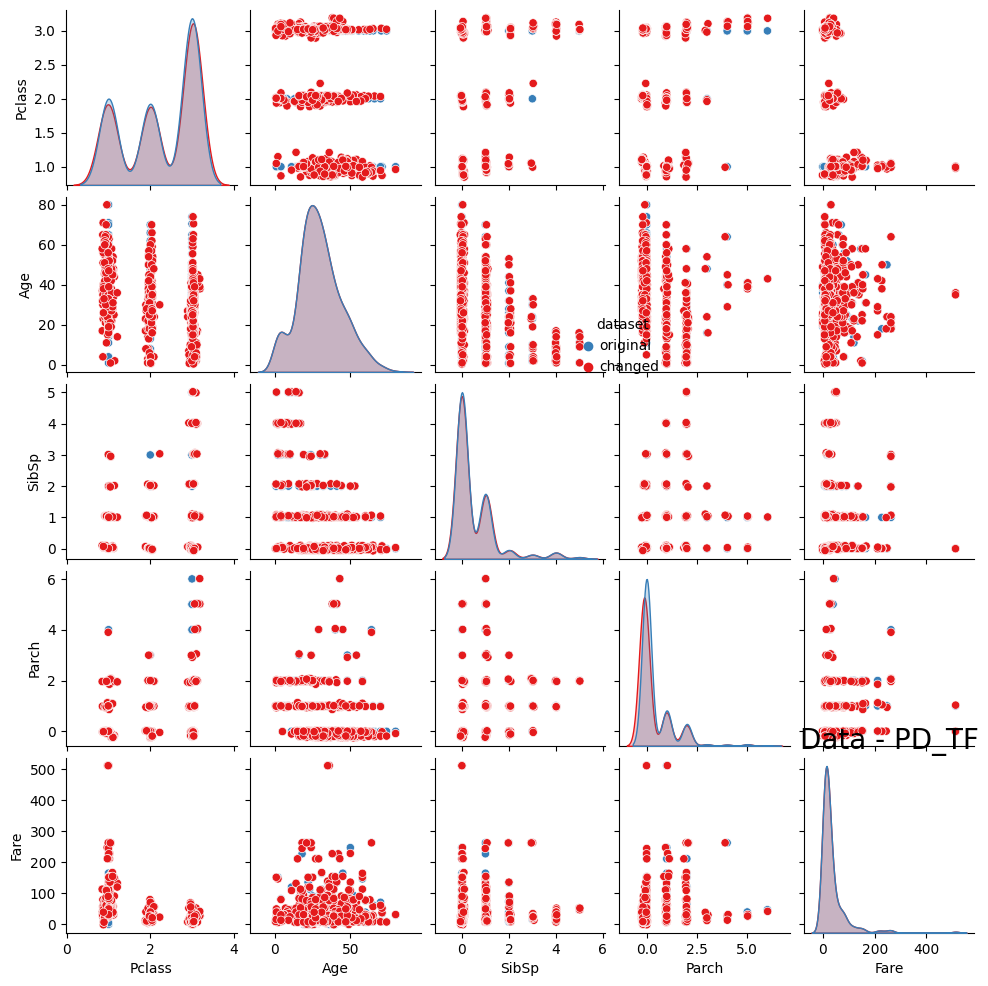 3.0
2.5
2.0
1.5
1.0
Pclass
80
60
40
20
0
Age
dataset
original
changed
5
4
3
2
1
0
SibSp
6
4
2
0
Parch
Data - PD_TF
500
400
300
200
100
0
Fare
0 2 4
Pclass
0 50
Age
0 2 4 6
SibSp
0.0 2.5 5.0
Parch
0 200 400
Fare